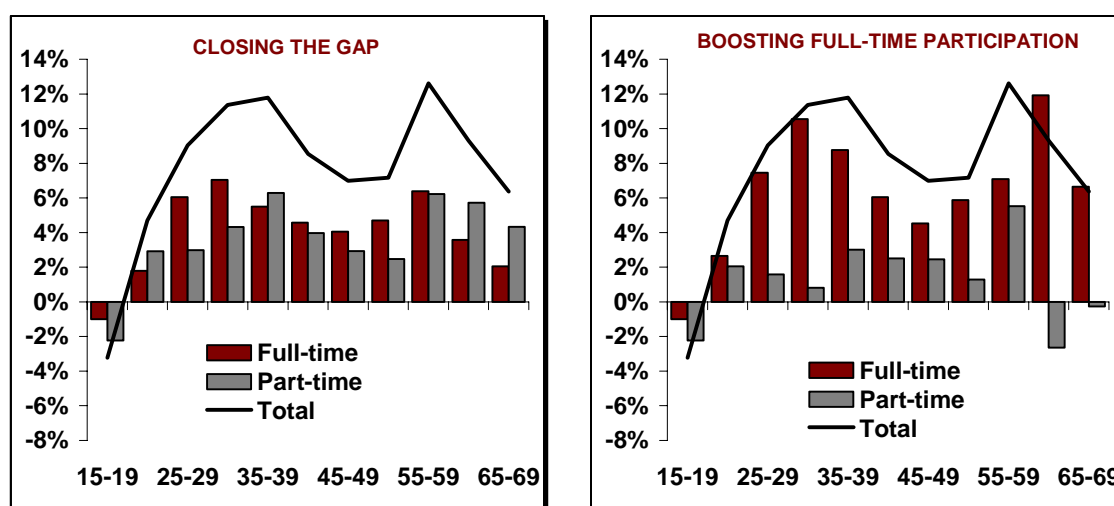 CLOSING THE GAP
14%
12%
10%
8%
6%
4%
2%
0%
-2%
-4%
-6%
-8%
Full-time
Part-time
Total
15-19 25-29 35-39 45-49 55-59 65-69
BOOSTING FULL-TIME PARTICIPATION
14%
12%
10%
8%
6%
4%
2%
0%
-2%
-4%
-6%
-8%
Full-time
Part-time
Total
15-19 25-29 35-39 45-49 55-59 65-69